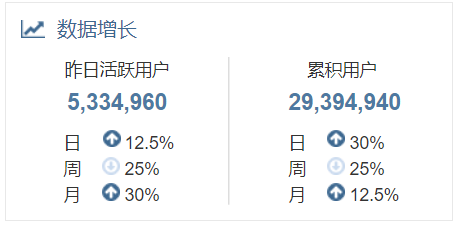 数据增长
昨日活跃用户
5,334,960
日 12.5%
周 25%
月 30%
累积用户
29,394,940
日 30%
周 25%
月 12.5%